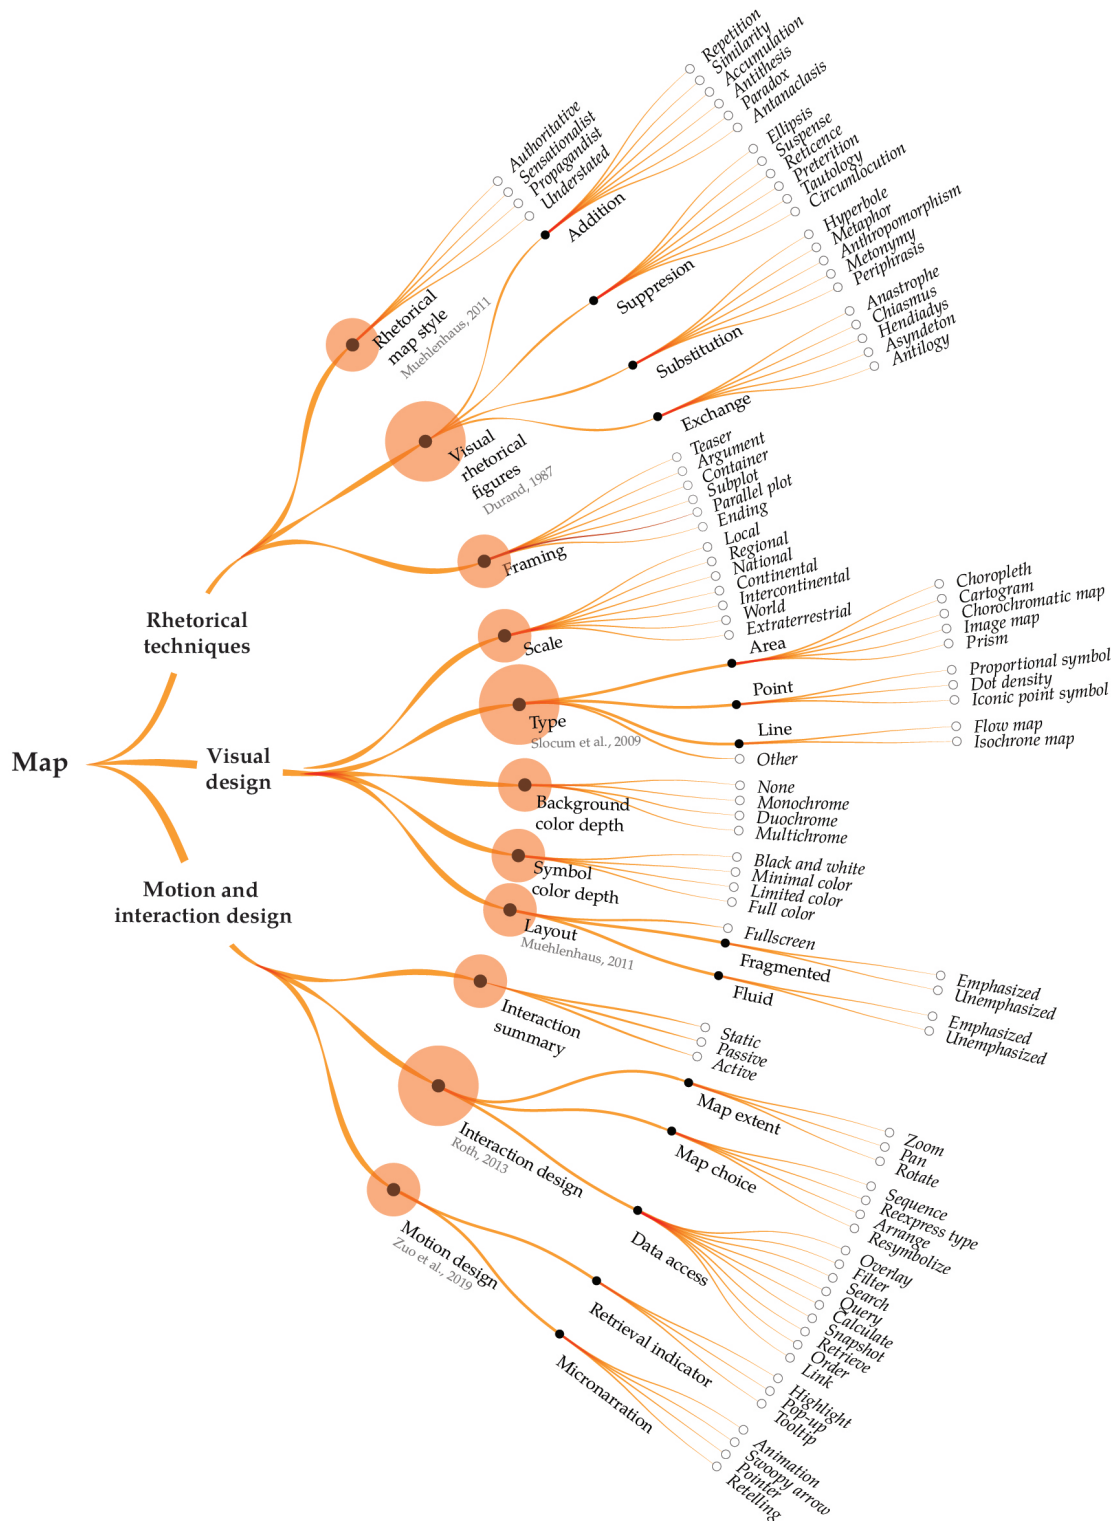 Map
Rhetorical
techniques
Visual
design
Motion and
interaction design
Rhetorical
map style
Muehlenhaus, 2011
Authoritative
Sensationalist
Propagandist
Understated
Visual
rhetorical
figures
Durand, 1987
Addition
Repetition
Similarity
Accumulation
Antithesis
Paradox
Antanaclasis
Suppresion
Ellipsis
Suspense
Reticence
Preterition
Tautology
Circumlocution
Substitution
Hyperbole
Metaphor
Anthropomorphism
Metonymy
Periphrasis
Exchange
Anastrophe
Chiasmus
Hendiadys
Asyndeton
Antilogy
Framing
Teaser
Argument
Container
Subplot
Parallel plot
Ending
Scale
Local
Regional
National
Continental
Intercontinental
World
Extraterrestrial
Type
Slocum et al., 2009
Area
Choropleth
Cartogram
Chorochromatic map
Image map
Prism
Point
Proportional symbol
Dot density
Iconic point symbol
Line
Flow map
Isochrone map
Other
Background
color depth
None
Monochrome
Duochrome
Multichrome
Symbol
color depth
Black and white
Minimal color
Limited color
Full color
Layout
Muehlenhaus, 2011
Fullscreen
Fragmented
Emphasized
Unemphasized
Fluid
Emphasized
Unemphasized
Interaction
summary
Static
Passive
Active
Interaction design
Roth, 2013
Map extent
Zoom
Pan
Rotate
Map choice
Sequence
Reexpress type
Arrange
Resymbolize
Data access
Overlay
Filter
Search
Query
Calculate
Snapshot
Retrieve
Order
Link
Motion design
Zuo et al., 2019
Retrieval indicator
Highlight
Pop-up
Tooltip
Micronarration
Animation
Swoopy arrow
Pointer
Retelling